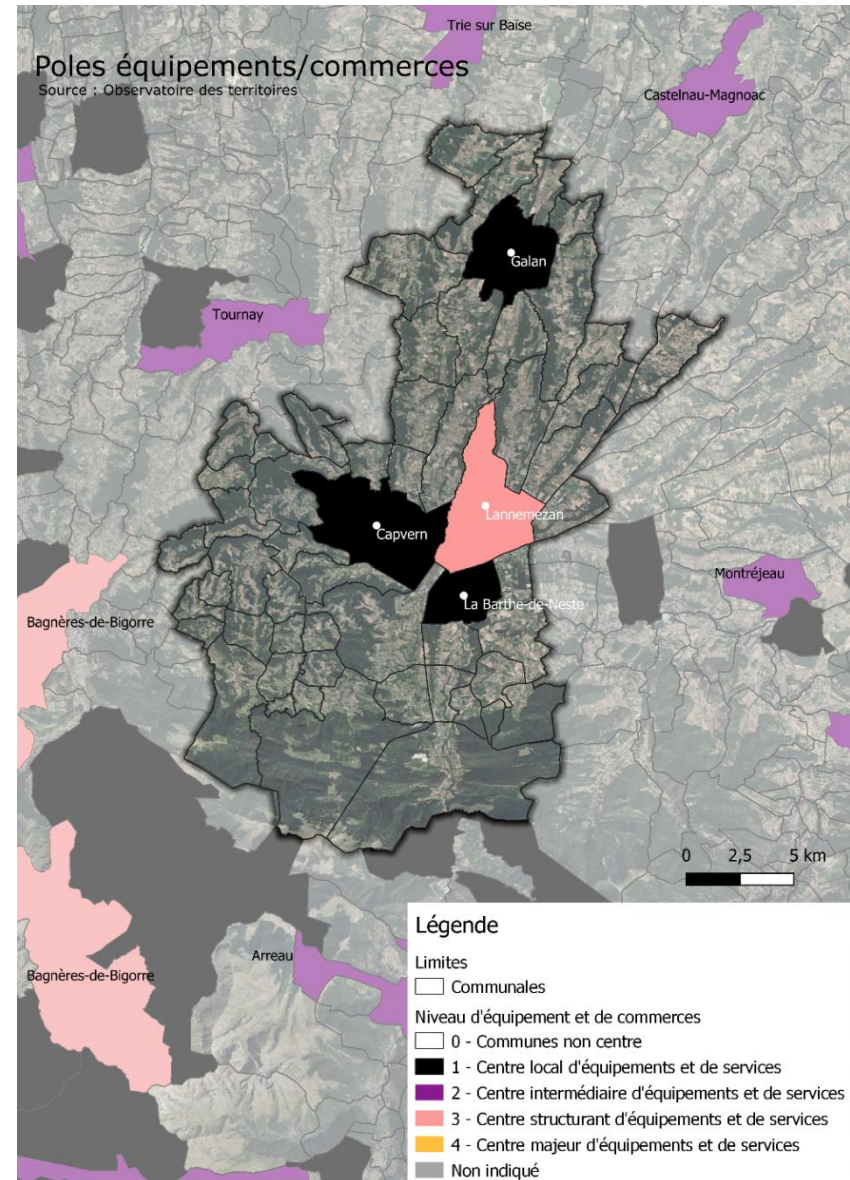 Trie sur Baïse
Poles équipements/commerces
Source : Observatoire des territoires
Castelnau-Magnoac
Galan
Tournay
Lannemezan
Capvern
Montréjeau
La Barthe-de-Neste
Bagnères-de-Bigorre
0 2,5 5 km
Légende
Limites
Communales
Niveau d'équipement et de commerces
0 - Communes non centre
1 - Centre local d'équipements et de services
2 - Centre intermédiaire d'équipements et de services
3 - Centre structurant d'équipements et de services
4 - Centre majeur d'équipements et de services
Non indiqué
Arreau
Bagnères-de-Bigorre